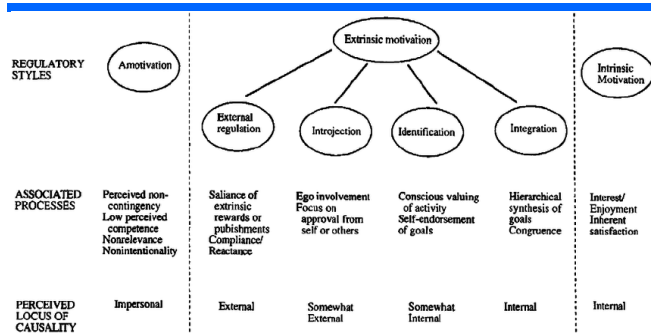 Extrinsic motivation
REGULATORY
STYLES
Amotivation
Intrinsic
Motivation
External
regulation
Introjection
Identification
Integration
ASSOCIATED
PROCESSES
Perceived non-
contingency
Low perceived
competence
Nonrelevance
Nonintentionality
Saliance of
extrinsic
rewards or
pubishments
Compliance/
Reactance
Ego involvement
Focus on
approval from
self or others
Conscious valuing
of activity
Self-endorsement
of goals
Hierarchical
synthesis of
goals
Congruence
Interest/
Enjoyment
Inherent
satisfaction
PERCEIVED
LOCUS OF
CAUSALITY
Impersonal
External
Somewhat
External
Somewhat
Internal
Internal
Internal